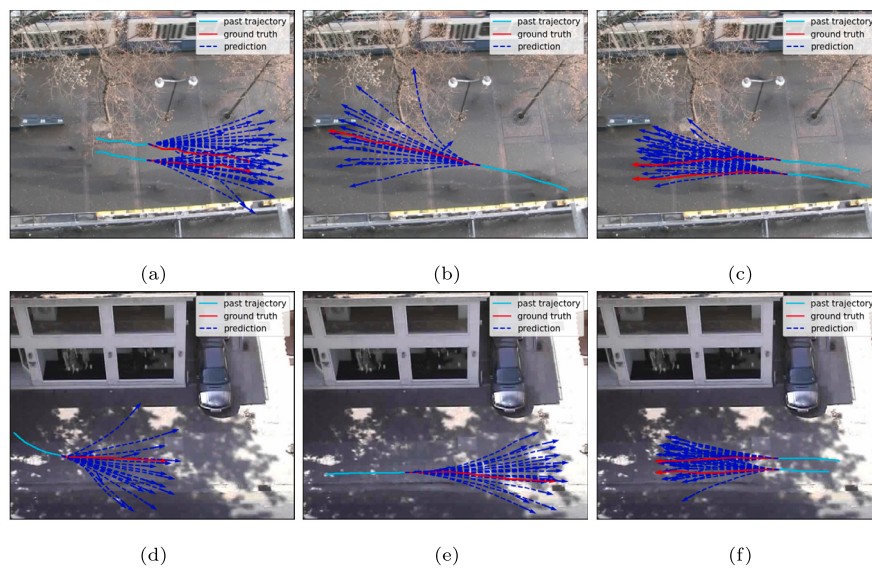 past trajectory
ground truth
prediction
past trajectory
ground truth
prediction
past trajectory
ground truth
prediction
(a)
(b)
(c)
past trajectory
ground truth
prediction
past trajectory
ground truth
prediction
past trajectory
ground truth
prediction
(d)
(e)
(f)